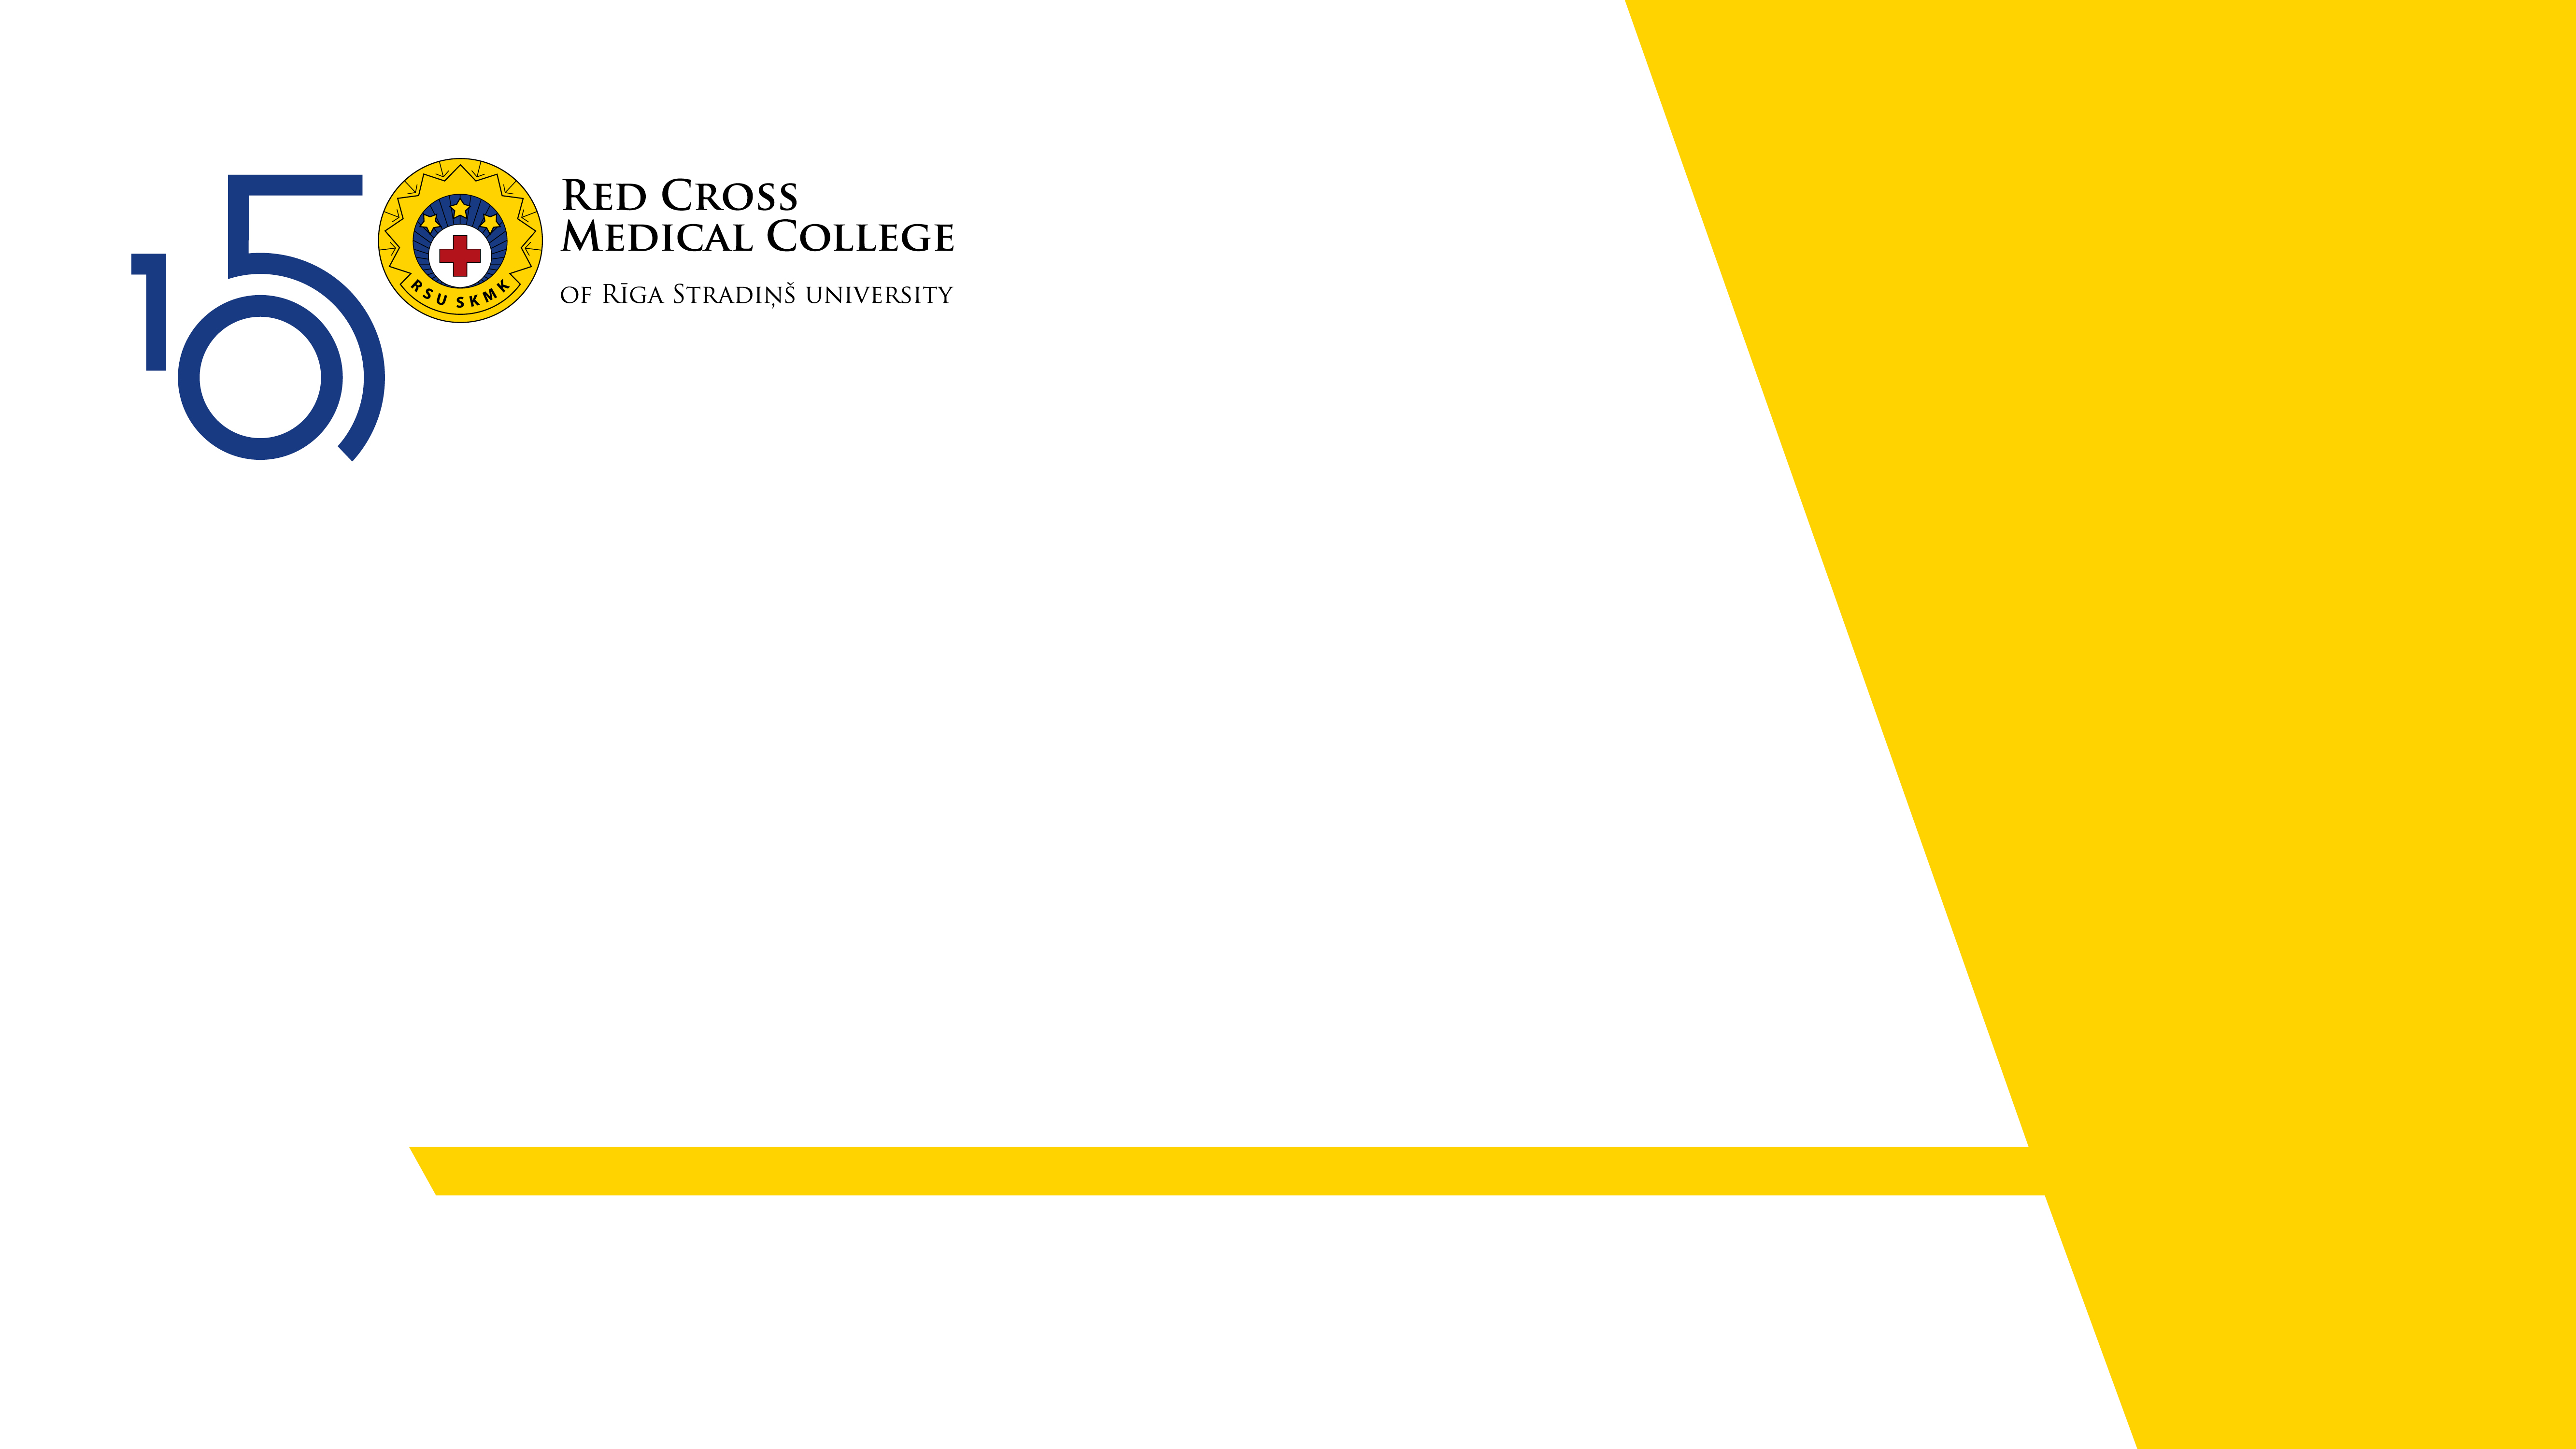 150
RSU SKMK
RED CROSS
MEDICAL COLLEGE
OF RĪGA STRADIŅŠ UNIVERSITY